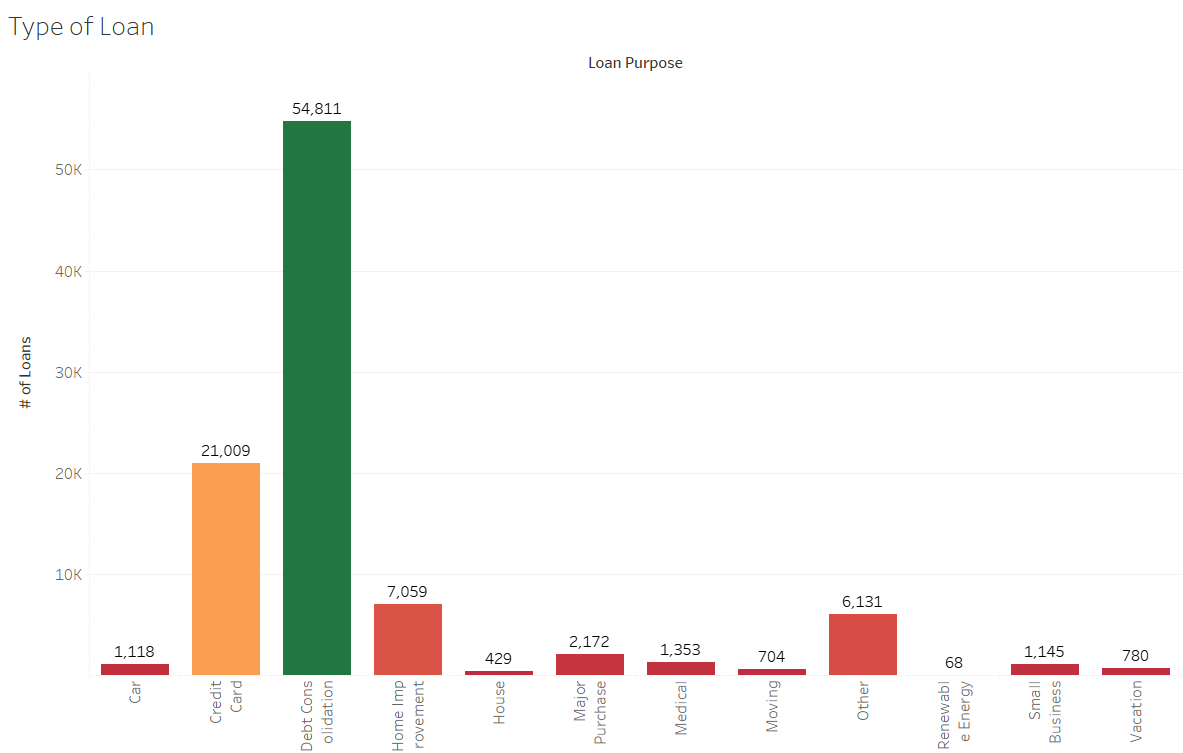 Type of Loan
Loan Purpose
54,811
50K
40K
30K
# of Loans
21,009
20K
10K
7,059
6,131
2,172
1,353
1,118
1,145
780
704
429
68
Car
Credit
Card
Debt Cons
olidation
Home Imp
rovement
House
Major
Purchase
Medical
Moving
Other
Renewabl
e Energy
Small
Business
Vacation